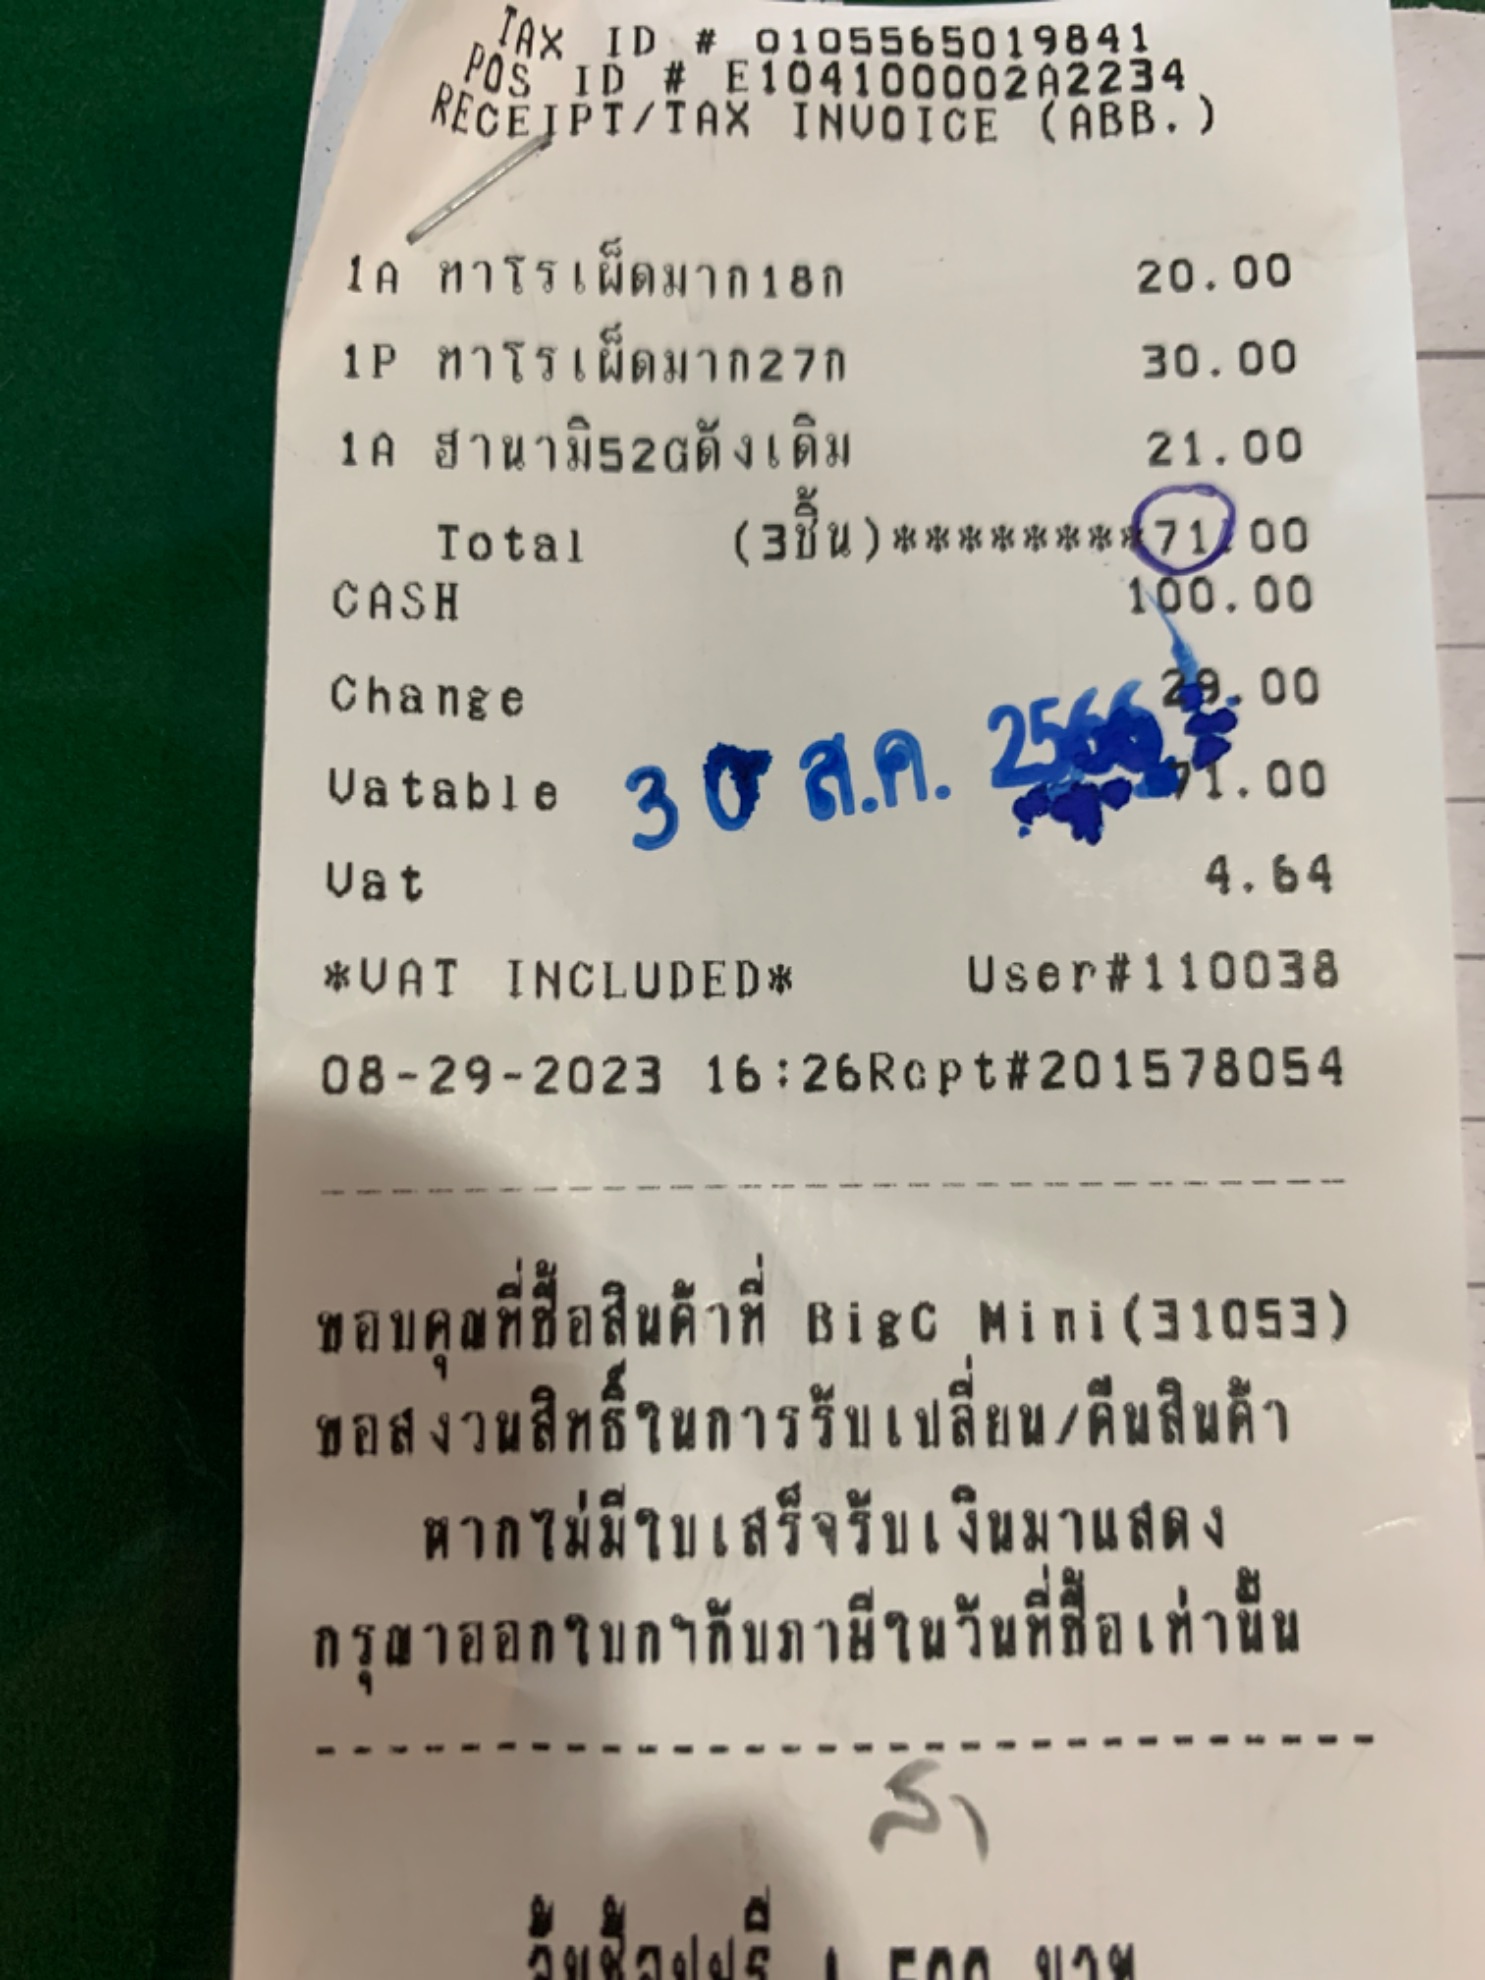 TAX ID # 0105565019841
POS ID # E104100002A2234
RECEIPT/TAX INVOICE (ABB.)
1A ทาโรเผ็ดมาก18ก 20.00
1P ทาโรเผ็ดมาก27ก 30.00
1A ฮานามิ52Gดังเดิม 21.00
Total (3ชิ้น)********71.00
CASH 100.00
Change 29.00
Vatable 71.00
30 ส.ค. 2566
Vat 4.64
*VAT INCLUDED* User#110038
08-29-2023 16:26Rcpt#201578054
ขอบคุณที่ซื้อสินค้าที่ BigC Mini(31053)
ขอสงวนสิทธิ์ในการรับเปลี่ยน/คืนสินค้า
หากไม่มีใบเสร็จรับเงินมาแสดง
กรุณาออกใบกำกับภาษีในวันที่ซื้อเท่านั้น
500 บาท